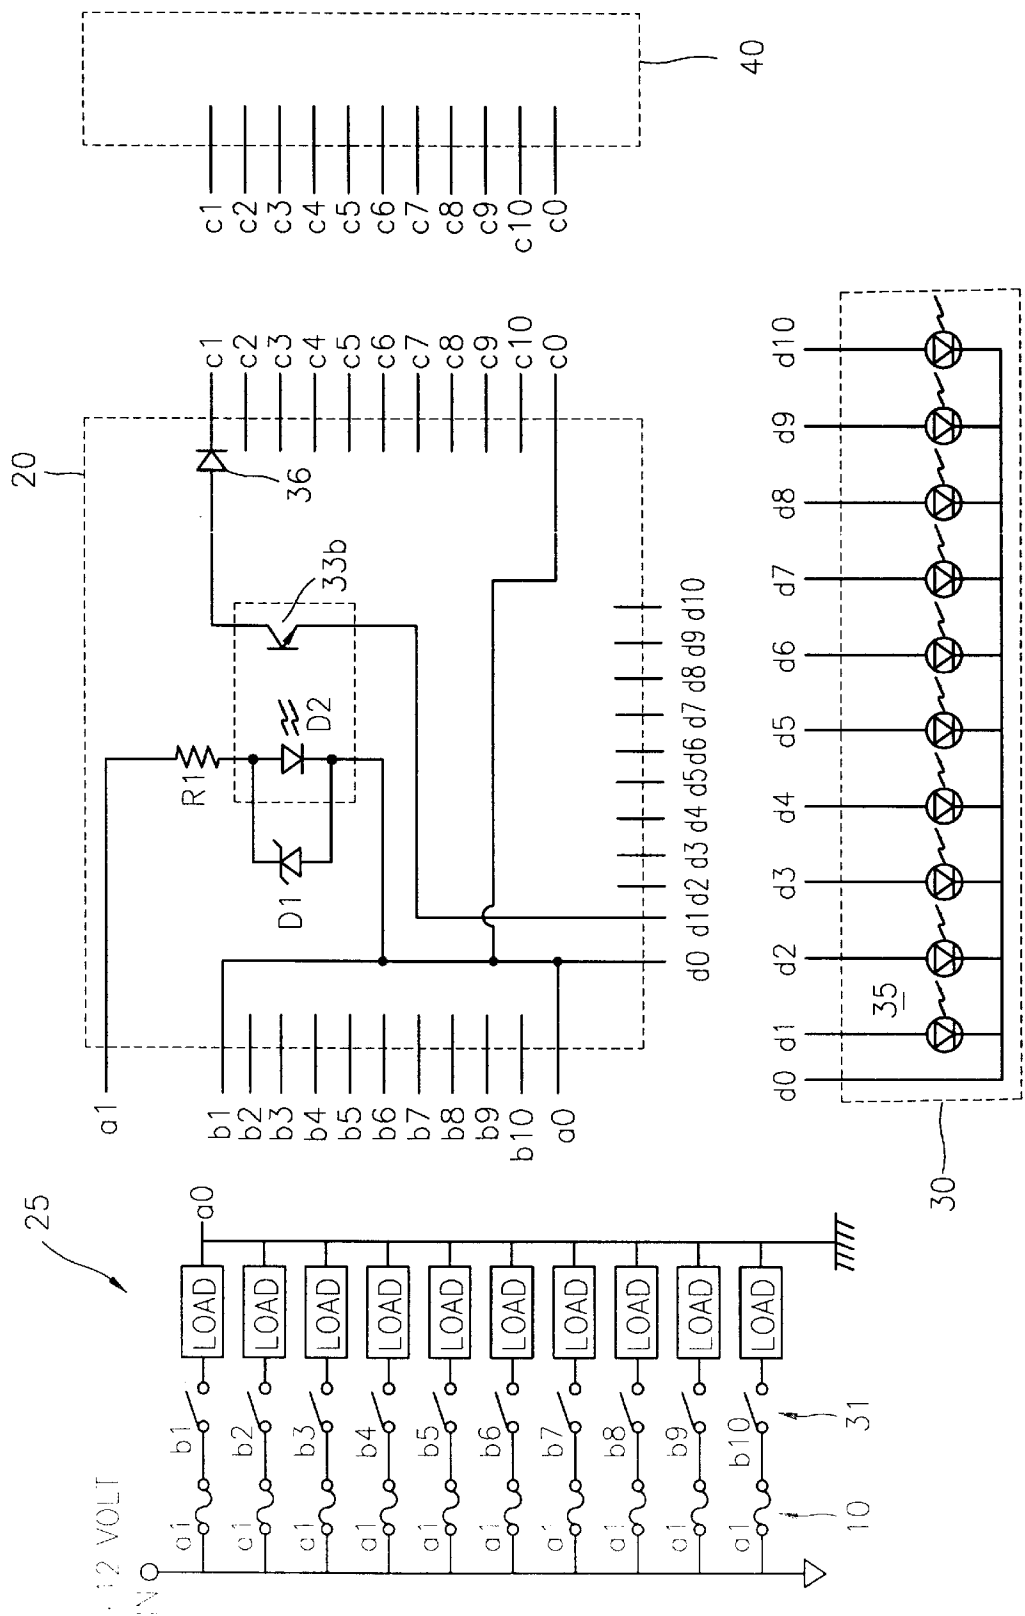 40
c1
c2
c3
c4
c5
c6
c7
c8
c9
c10
c0
20
c1
c2
c3
c4
c5
c6
c7
c8
c9
c10
c0
36
33b
D2
R1
D1
a1
b1
b2
b3
b4
b5
b6
b7
b8
b9
b10
a0
d0 d1 d2 d3 d4 d5 d6 d7 d8 d9 d10
d0 d1 d2 d3 d4 d5 d6 d7 d8 d9 d10
35
30
25
a0
LOAD
LOAD
LOAD
LOAD
LOAD
LOAD
LOAD
LOAD
LOAD
LOAD
b1
b2
b3
b4
b5
b6
b7
b8
b9
b10
31
a1
a1
a1
a1
a1
a1
a1
a1
a1
a1
10
12 VOLT